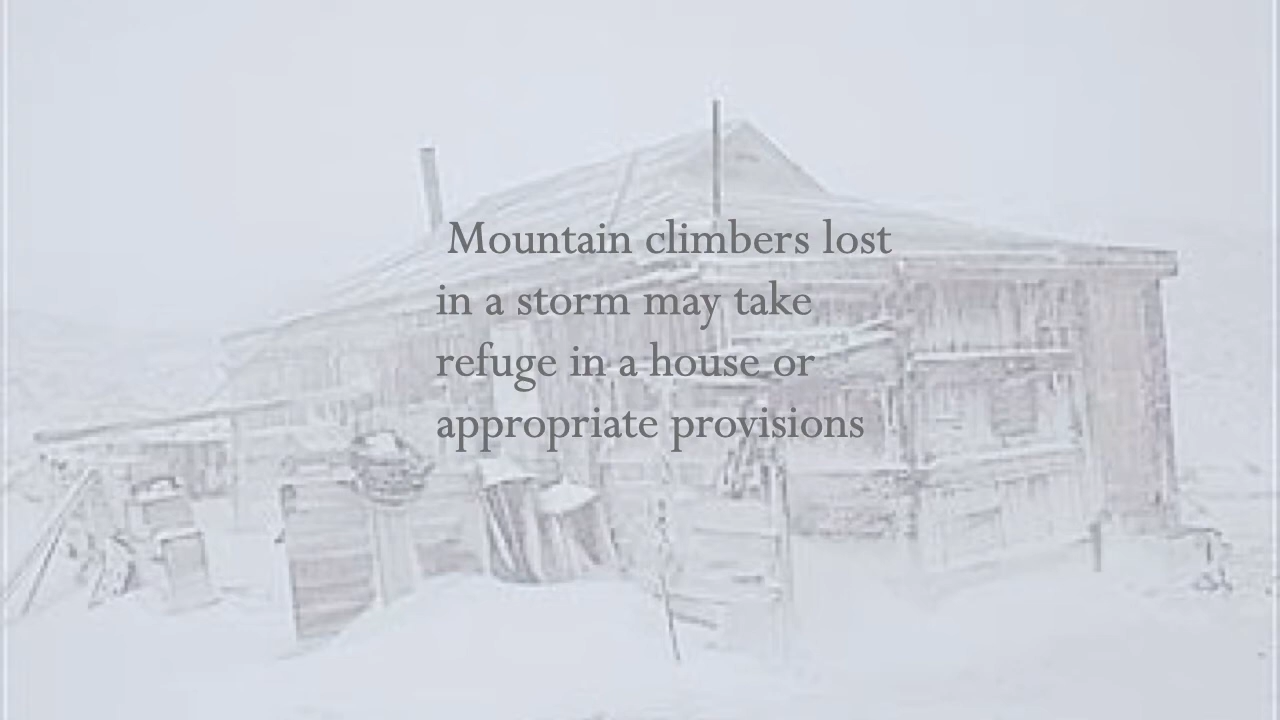 Mountain climbers lost
in a storm may take
refuge in a house or
appropriate provisions